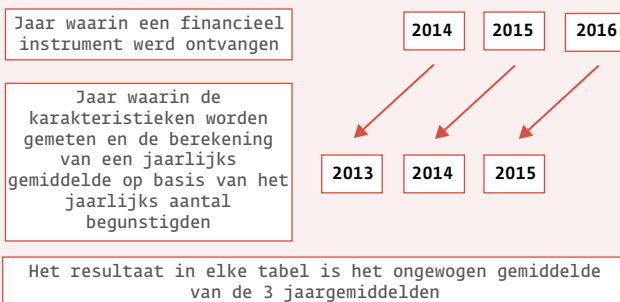 Jaar waarin een financieel
instrument werd ontvangen
2014 2015 2016
Jaar waarin de
karakteristieken worden
gemeten en de berekening
van een jaarlijks
gemiddelde op basis van het
jaarlijks aantal
begunstigden
2013 2014 2015
Het resultaat in elke tabel is het ongewogen gemiddelde
van de 3 jaargemiddelden